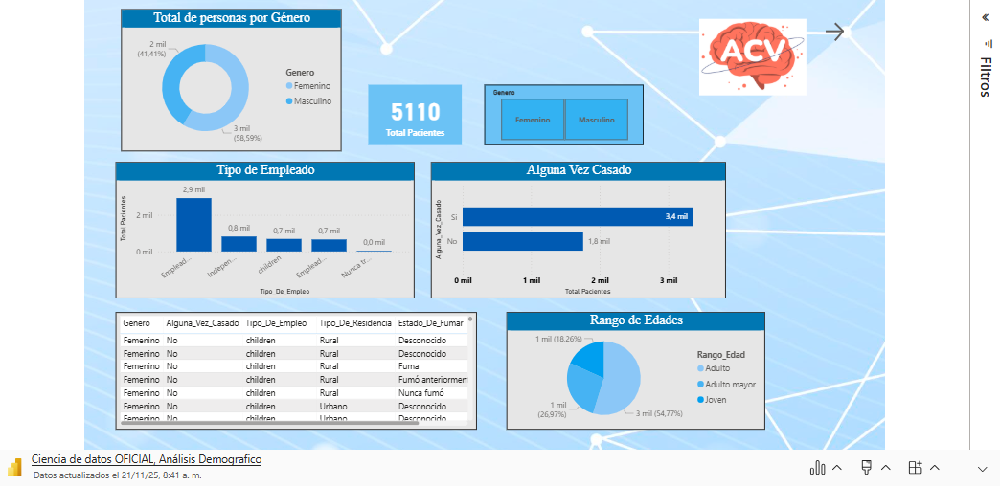 Total de personas por Género
2 mil
(41,41%)
3 mil
(58,59%)
Genero
Femenino
Masculino
5110
Total Pacientes
Genero
Femenino
Masculino
ACV
Filtros
Tipo de Empleado
Total Pacientes
2 mil
0 mil
2,9 mil
0,8 mil
0,7 mil
0,7 mil
0,0 mil
Emplead...
Indepen...
children
Emplead...
Nunca tr...
Tipo_De_Empleo
Alguna Vez Casado
Alguna_Vez_Casado
Si
3,4 mil
No
1,8 mil
0 mil 1 mil 2 mil 3 mil
Total Pacientes
Genero Alguna_Vez_Casado Tipo_De_Empleo Tipo_De_Residencia Estado_De_Fumar
Femenino No children Rural Desconocido
Femenino No children Rural Desconocido
Femenino No children Rural Fuma
Femenino No children Rural Fumó anteriorment
Femenino No children Rural Nunca fumó
Femenino No children Urbano Desconocido
Femenino No children Urbano Desconocido
Rango de Edades
1 mil (18,26%)
1 mil
(26,97%)
3 mil (54,77%)
Rango_Edad
Adulto
Adulto mayor
Joven
Ciencia de datos OFICIAL, Análisis Demografico
Datos actualizados el 21/11/25, 8:41 a. m.